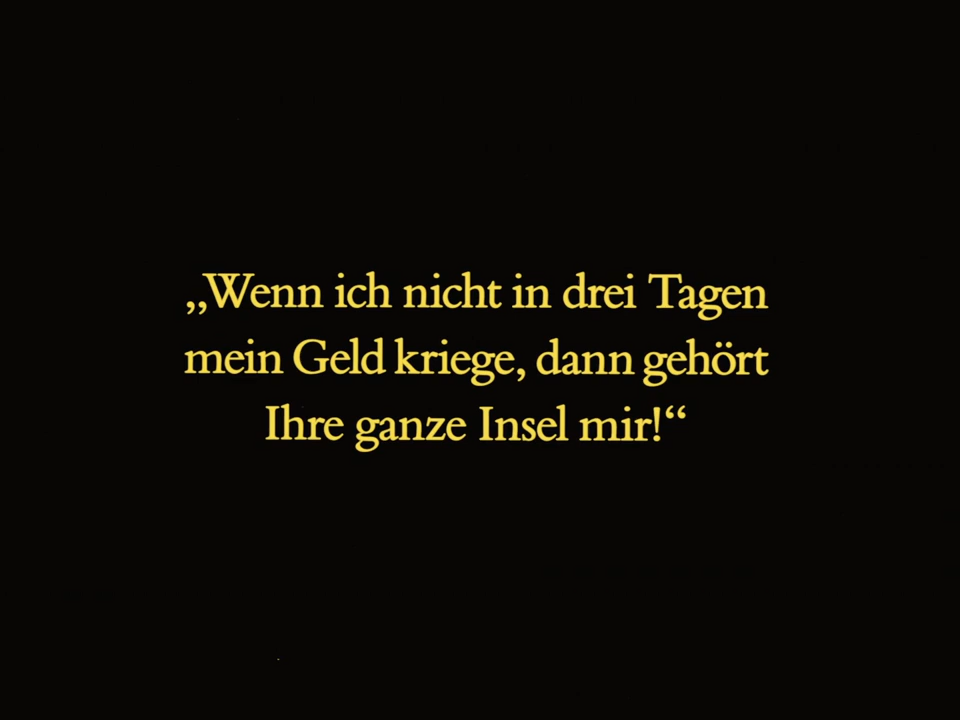 „Wenn ich nicht in drei Tagen
mein Geld kriege, dann gehört
Ihre ganze Insel mir!“